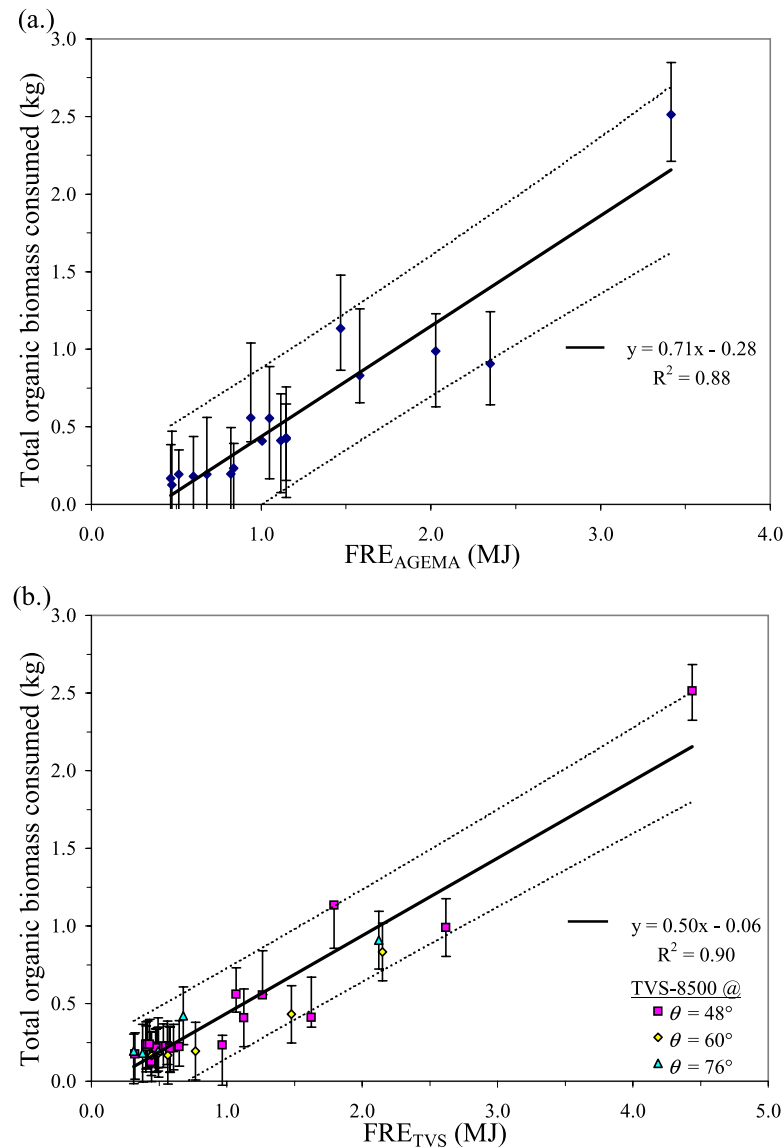 (a.)
3.0
2.5
2.0
1.5
1.0
0.5
0.0
Total organic biomass consumed (kg)
y = 0.71x - 0.28
R² = 0.88
0.0 1.0 2.0 3.0 4.0
FRE_AGEMA (MJ)
(b.)
3.0
2.5
2.0
1.5
1.0
0.5
0.0
Total organic biomass consumed (kg)
y = 0.50x - 0.06
R² = 0.90
TVS-8500 @
θ = 48°
θ = 60°
θ = 76°
0.0 1.0 2.0 3.0 4.0 5.0
FRE_TVS (MJ)